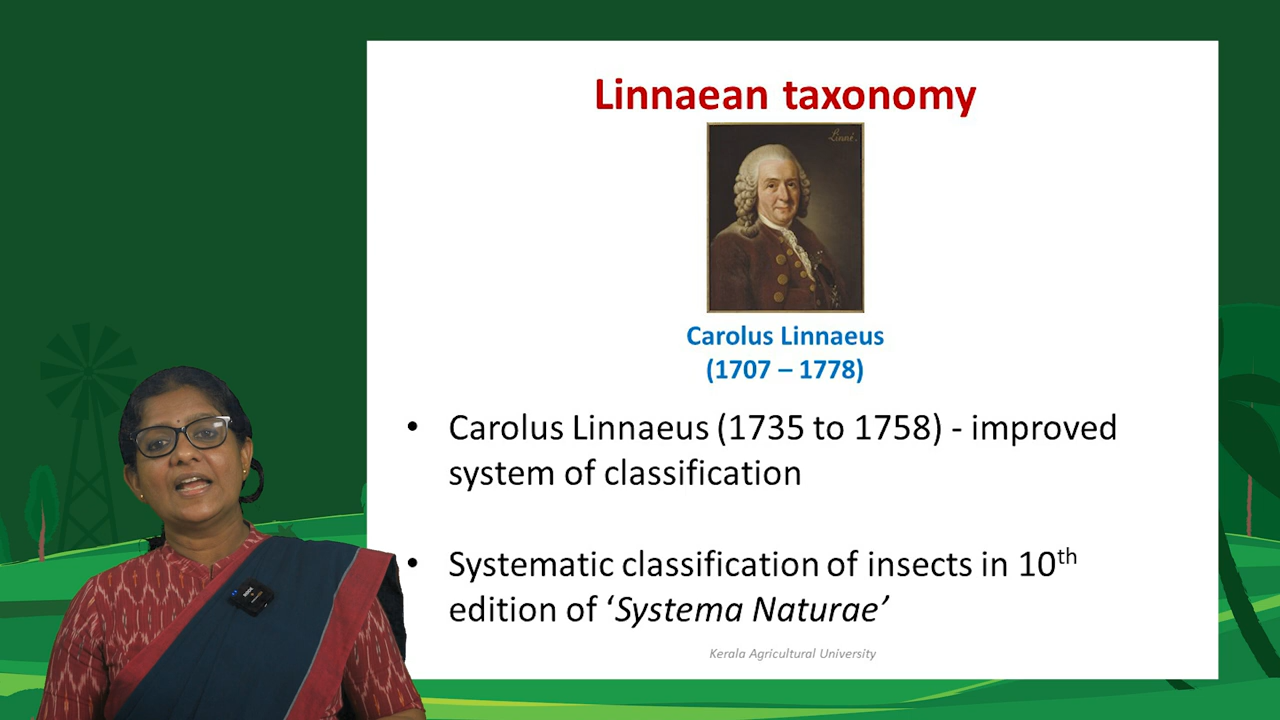 Linnaean taxonomy
Linné.
Carolus Linnaeus
(1707 – 1778)
• Carolus Linnaeus (1735 to 1758) - improved
system of classification
• Systematic classification of insects in 10th
edition of ‘Systema Naturae’
Kerala Agricultural University